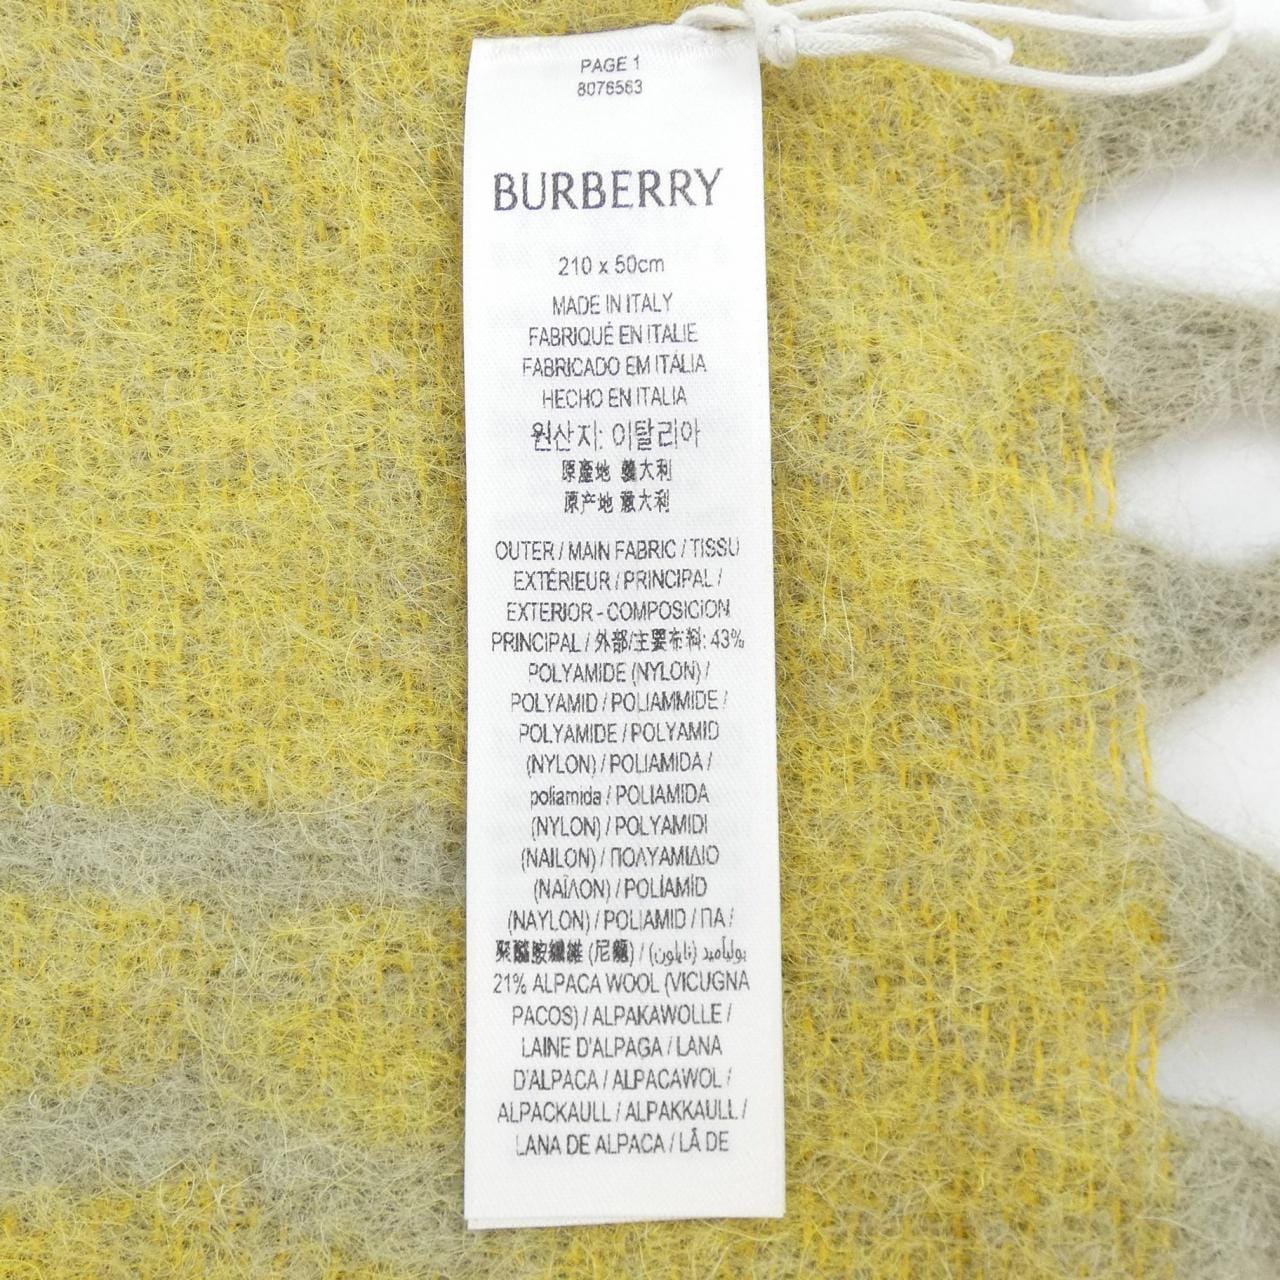 PAGE 1
8076563
BURBERRY
210 x 50cm
MADE IN ITALY
FABRIQUÉ EN ITALIE
FABRICADO EM ITÁLIA
HECHO EN ITALIA
원산지: 이탈리아
原產地 義大利
原产地 意大利
OUTER / MAIN FABRIC / TISSU
EXTÉRIEUR / PRINCIPAL /
EXTERIOR - COMPOSICION
PRINCIPAL / 外部/主要布料: 43%
POLYAMIDE (NYLON) /
POLYAMID / POLIAMMIDE /
POLYAMIDE / POLYAMID
(NYLON) / POLIAMIDA /
poliamida / POLIAMIDA
(NYLON) / POLYAMIDI
(NAILON) / ΠΟΛΥΑΜΙΔΙΟ
(ΝΑΪΛΟΝ) / POLÍAMÍÐ
(NAYLON) / POLIAMID / ПА /
聚醯胺纖維 (尼龍) / بوليأميد (نايلون)
21% ALPACA WOOL (VICUGNA
PACOS) / ALPAKAWOLLE /
LAINE D'ALPAGA / LANA
D'ALPACA / ALPACAWOL /
ALPACKAULL / ALPAKKAULL /
LANA DE ALPACA / LÃ DE